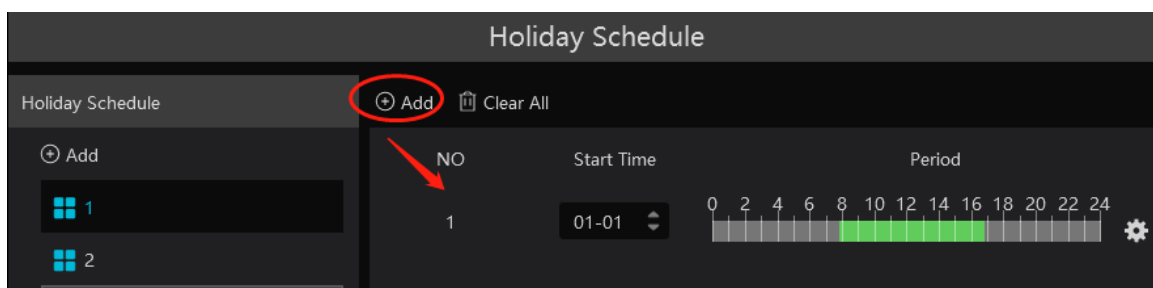 Holiday Schedule
Holiday Schedule
Add
Clear All
Add
NO
Start Time
Period
1
1
01-01
0 2 4 6 8 10 12 14 16 18 20 22 24
2